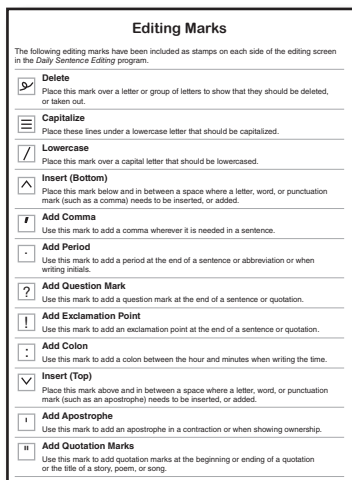 Editing Marks
The following editing marks have been included as stamps on each side of the editing screen
in the Daily Sentence Editing program.
Delete
Place this mark over a letter or group of letters to show that they should be deleted,
or taken out.
Capitalize
Place these lines under a lowercase letter that should be capitalized.
/ Lowercase
Place this mark over a capital letter that should be lowercased.
Insert (Bottom)
Place this mark below and in between a space where a letter, word, or punctuation
mark (such as a comma) needs to be inserted, or added.
, Add Comma
Use this mark to add a comma wherever it is needed in a sentence.
. Add Period
Use this mark to add a period at the end of a sentence or abbreviation or when
writing initials.
? Add Question Mark
Use this mark to add a question mark at the end of a sentence or quotation.
! Add Exclamation Point
Use this mark to add an exclamation point at the end of a sentence or quotation.
: Add Colon
Use this mark to add a colon between the hour and minutes when writing the time.
Insert (Top)
Place this mark above and in between a space where a letter, word, or punctuation
mark (such as an apostrophe) needs to be inserted, or added.
' Add Apostrophe
Use this mark to add an apostrophe in a contraction or when showing ownership.
" Add Quotation Marks
Use this mark to add quotation marks at the beginning or ending of a quotation
or the title of a story, poem, or song.